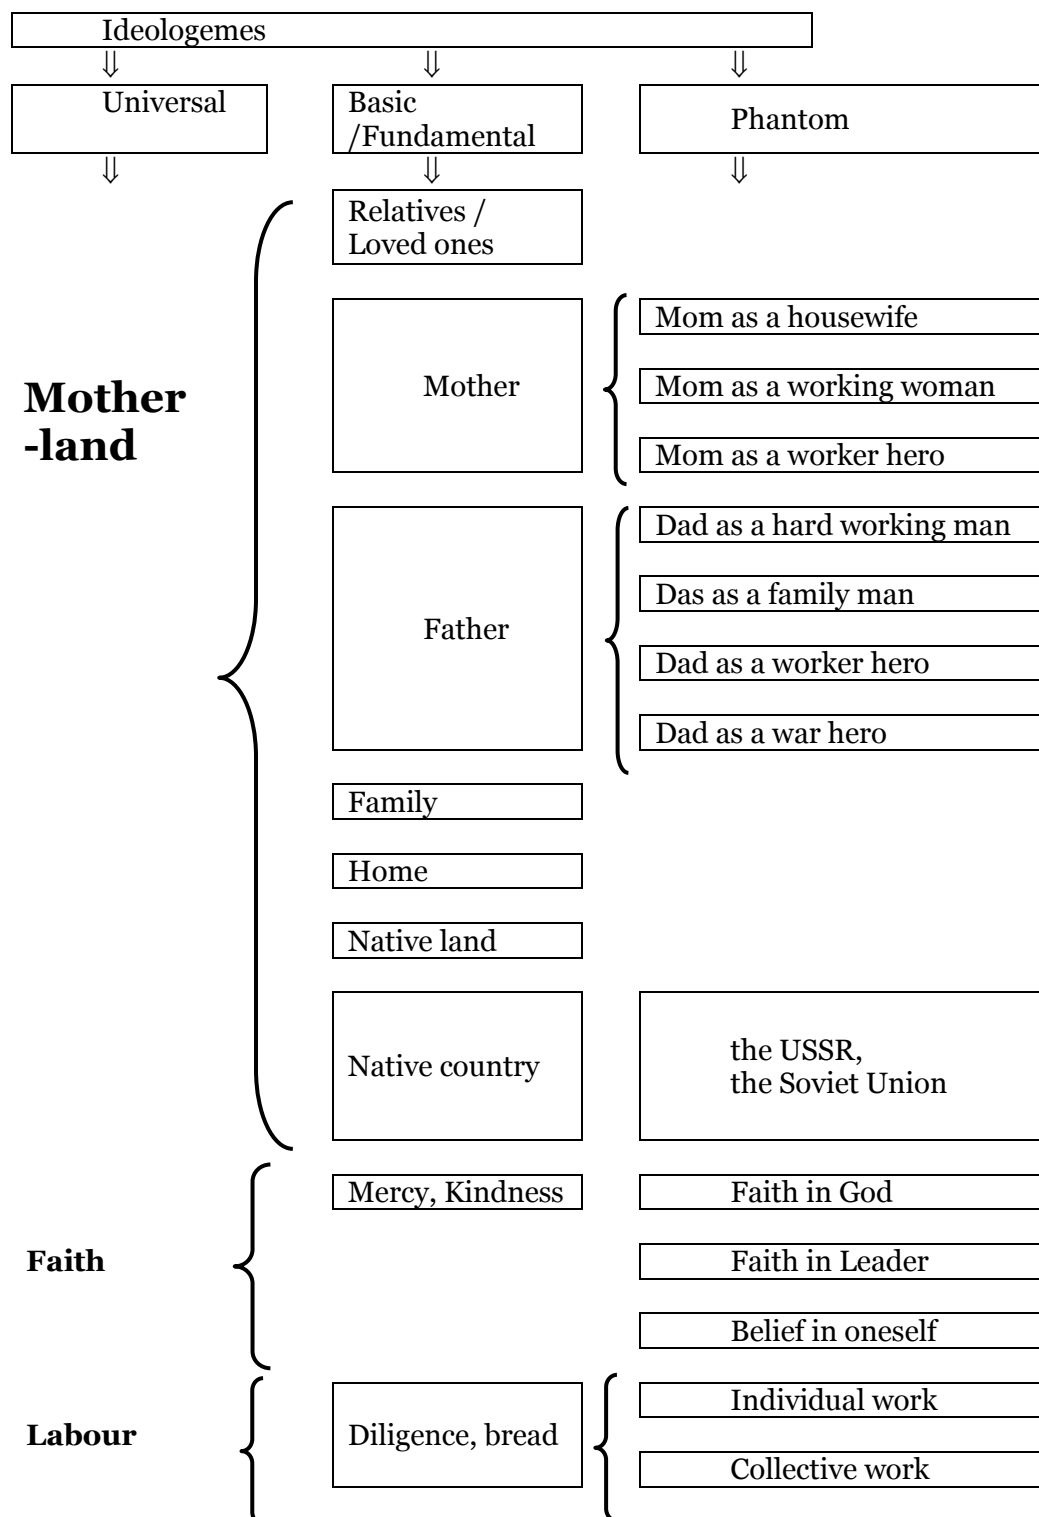 Ideologemes
Universal
Basic
/Fundamental
Phantom
Relatives /
Loved ones
Mother
-land
Mother
Mom as a housewife
Mom as a working woman
Mom as a worker hero
Father
Dad as a hard working man
Das as a family man
Dad as a worker hero
Dad as a war hero
Family
Home
Native land
Native country
the USSR,
the Soviet Union
Faith
Mercy, Kindness
Faith in God
Faith in Leader
Belief in oneself
Labour
Diligence, bread
Individual work
Collective work